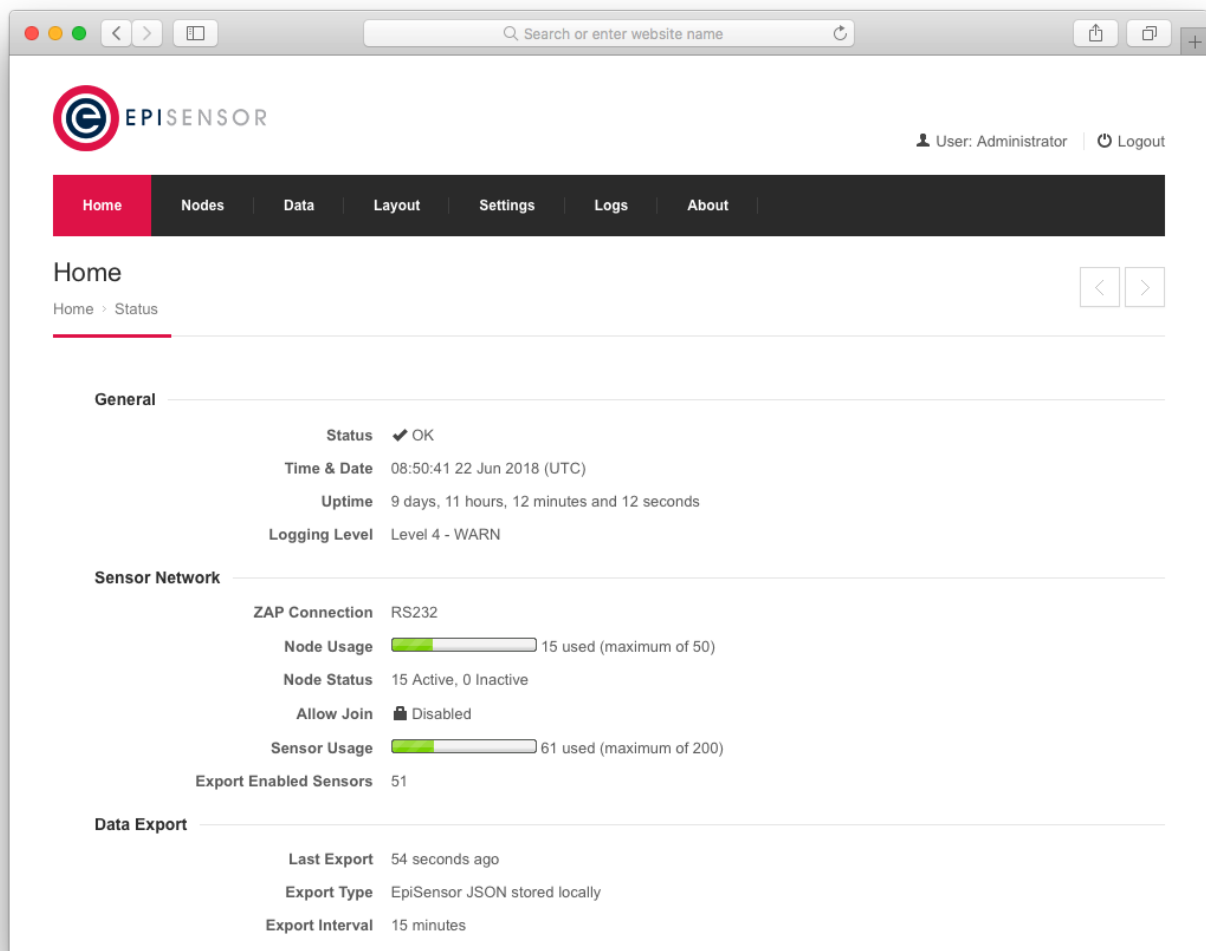 Search or enter website name
EPISENSOR
User: Administrator Logout
Home Nodes Data Layout Settings Logs About
Home
Home › Status
General
Status OK
Time & Date 08:50:41 22 Jun 2018 (UTC)
Uptime 9 days, 11 hours, 12 minutes and 12 seconds
Logging Level Level 4 - WARN
Sensor Network
ZAP Connection RS232
Node Usage 15 used (maximum of 50)
Node Status 15 Active, 0 Inactive
Allow Join Disabled
Sensor Usage 61 used (maximum of 200)
Export Enabled Sensors 51
Data Export
Last Export 54 seconds ago
Export Type EpiSensor JSON stored locally
Export Interval 15 minutes